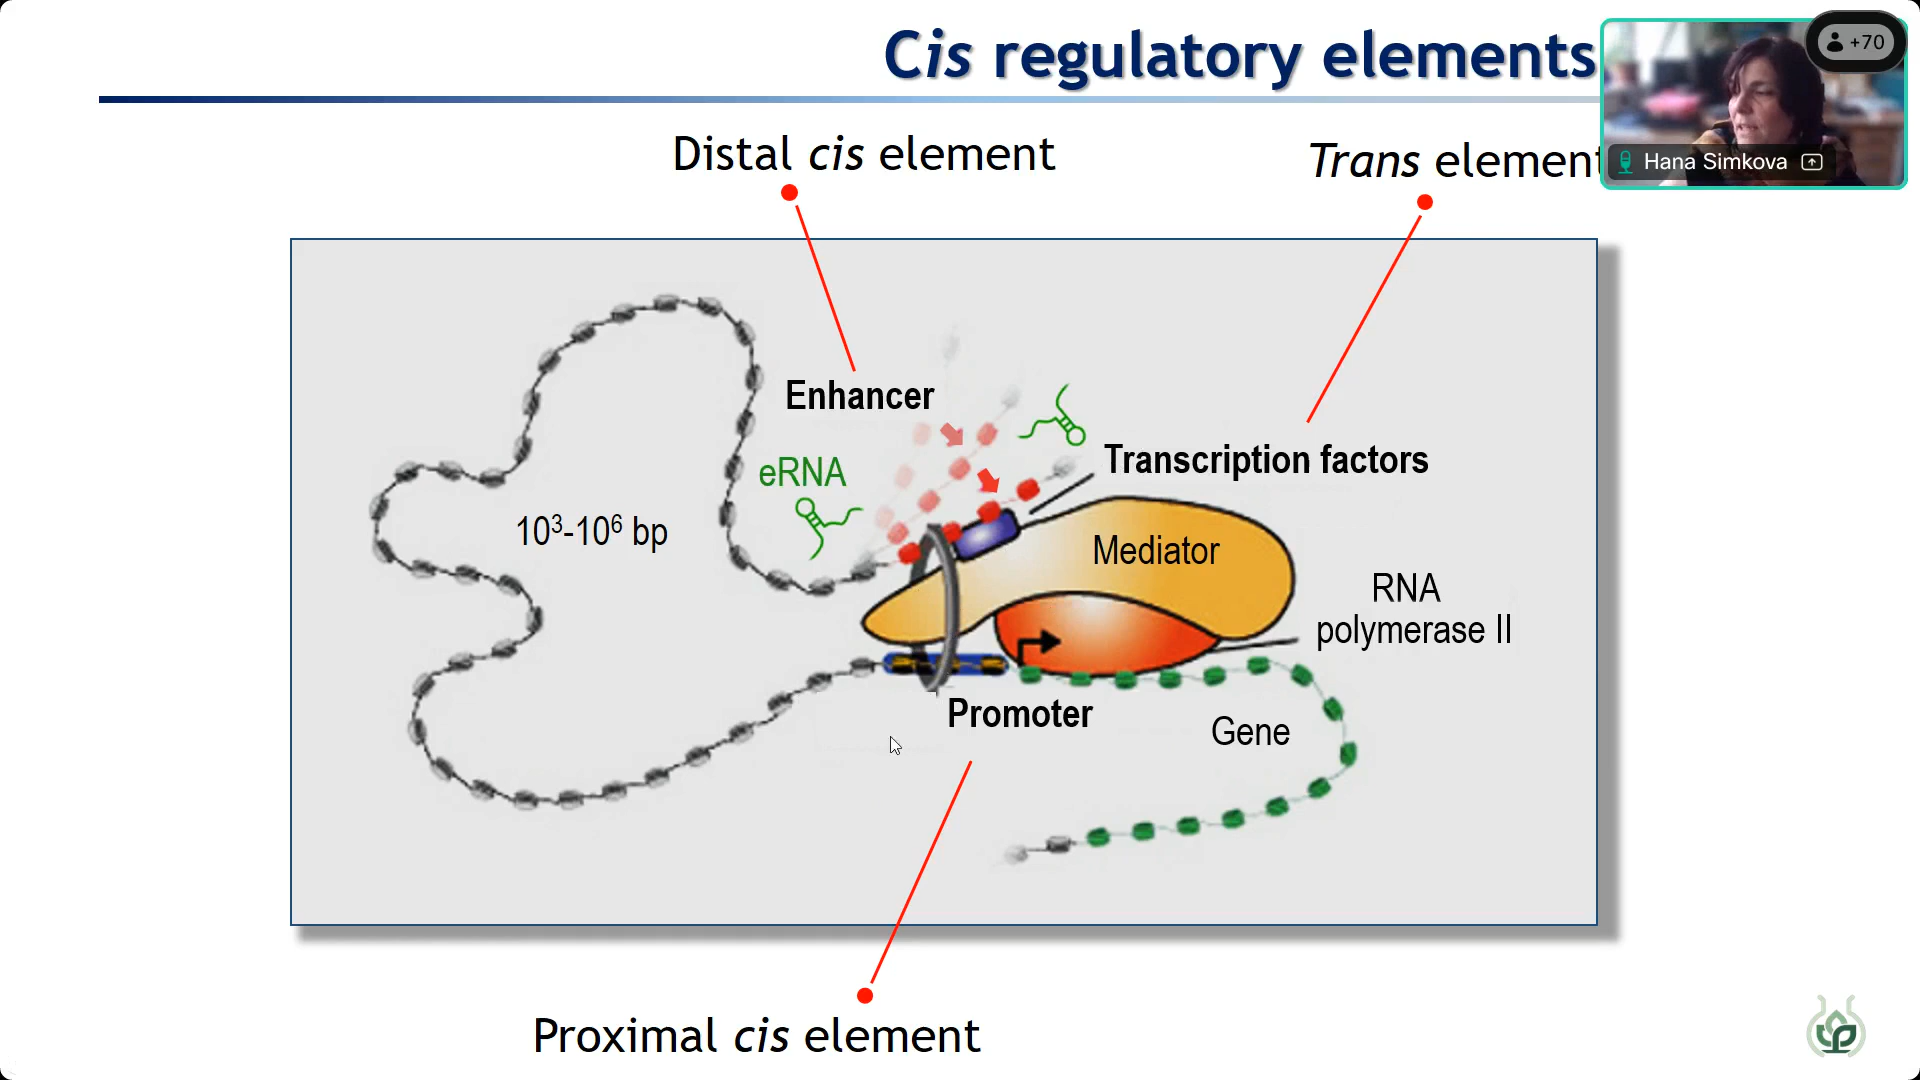 Cis regulatory elements
+70
Hana Simkova
Distal cis element
Trans element
Enhancer
eRNA
Transcription factors
10³-10⁶ bp
Mediator
RNA
polymerase II
Promoter
Gene
Proximal cis element